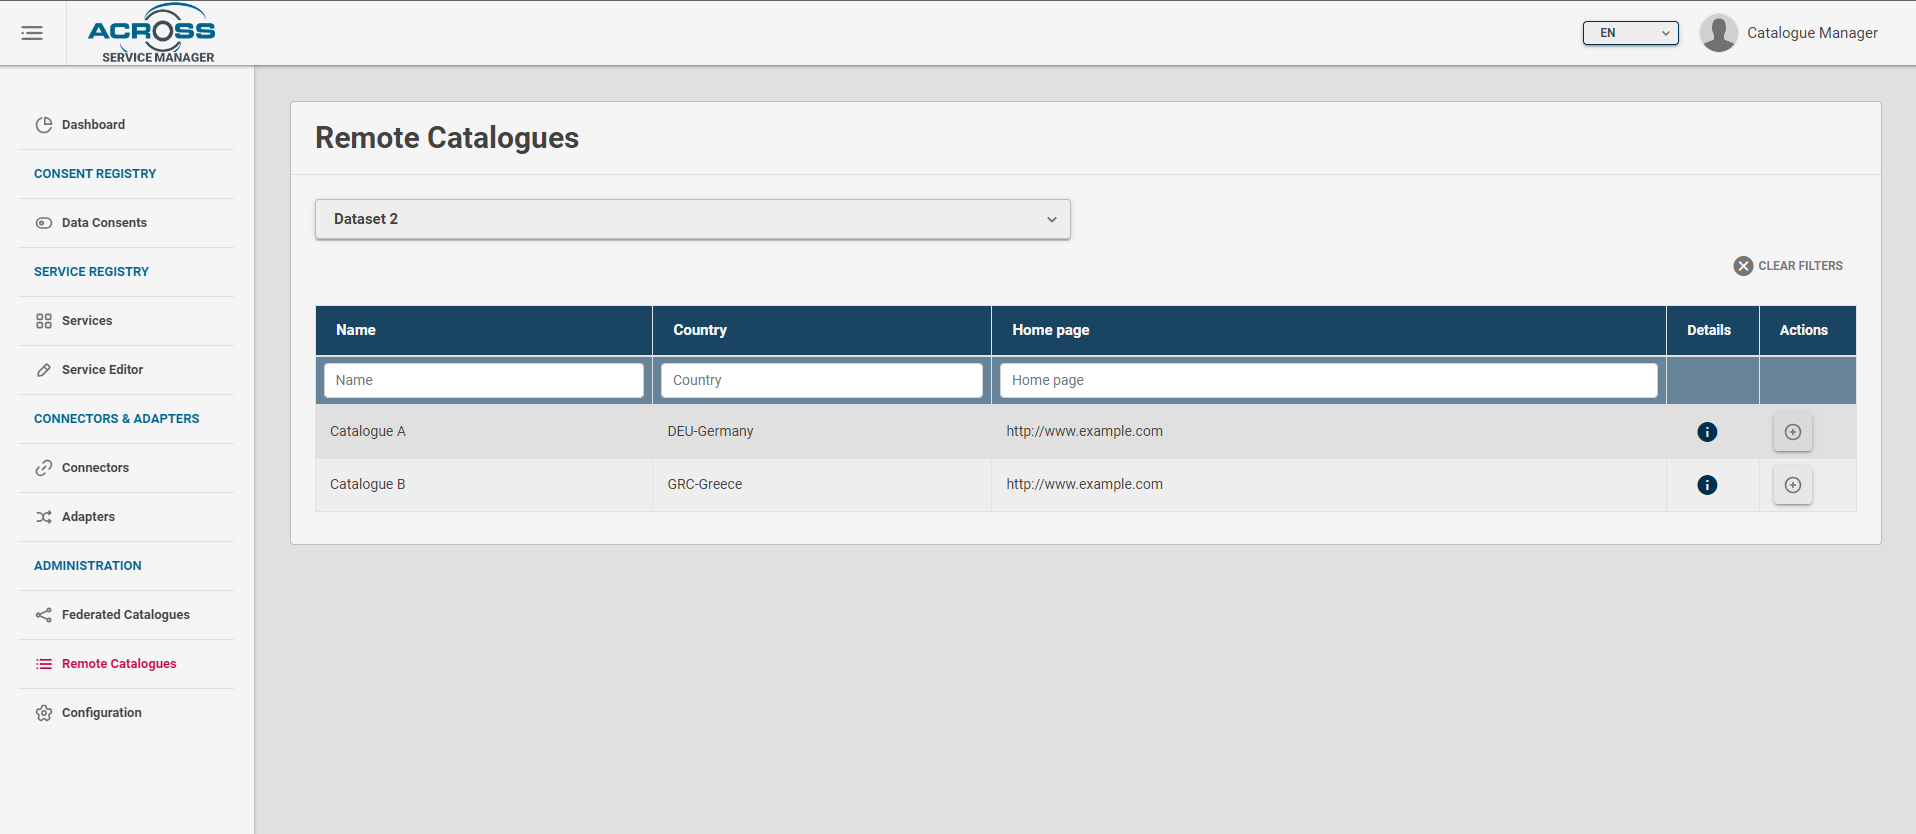 ACROSS
SERVICE MANAGER
EN
Catalogue Manager
Dashboard
CONSENT REGISTRY
Data Consents
SERVICE REGISTRY
Services
Service Editor
CONNECTORS & ADAPTERS
Connectors
Adapters
ADMINISTRATION
Federated Catalogues
Remote Catalogues
Configuration
Remote Catalogues
Dataset 2
CLEAR FILTERS
Name Country Home page Details Actions
Name Country Home page
Catalogue A DEU-Germany http://www.example.com
Catalogue B GRC-Greece http://www.example.com